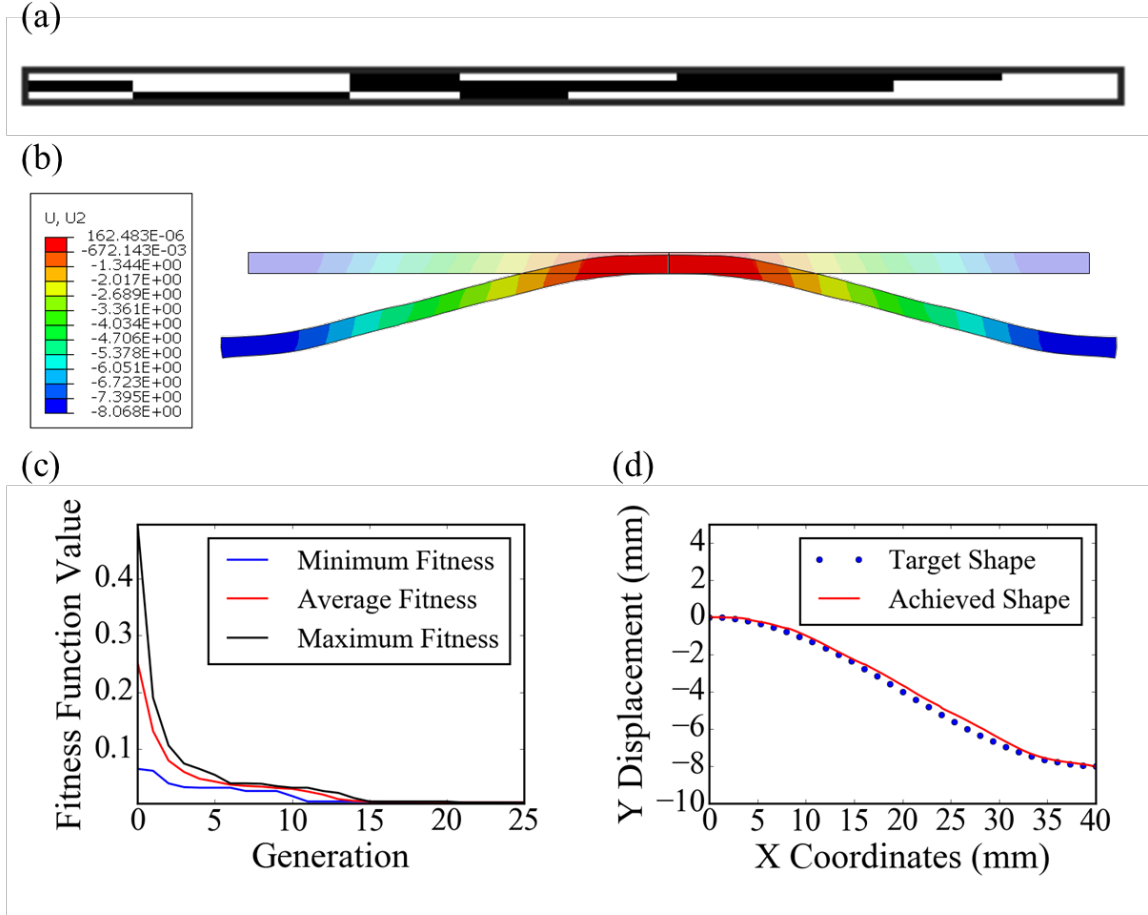 (a)
(b)
U, U2
162.483E-06
-672.143E-03
-1.344E+00
-2.017E+00
-2.689E+00
-3.361E+00
-4.034E+00
-4.706E+00
-5.378E+00
-6.051E+00
-6.723E+00
-7.395E+00
-8.068E+00
(c)
Fitness Function Value
0.4
0.3
0.2
0.1
Minimum Fitness
Average Fitness
Maximum Fitness
0 5 10 15 20 25
Generation
(d)
Y Displacement (mm)
4
2
0
−2
−4
−6
−8
−10
Target Shape
Achieved Shape
0 5 10 15 20 25 30 35 40
X Coordinates (mm)